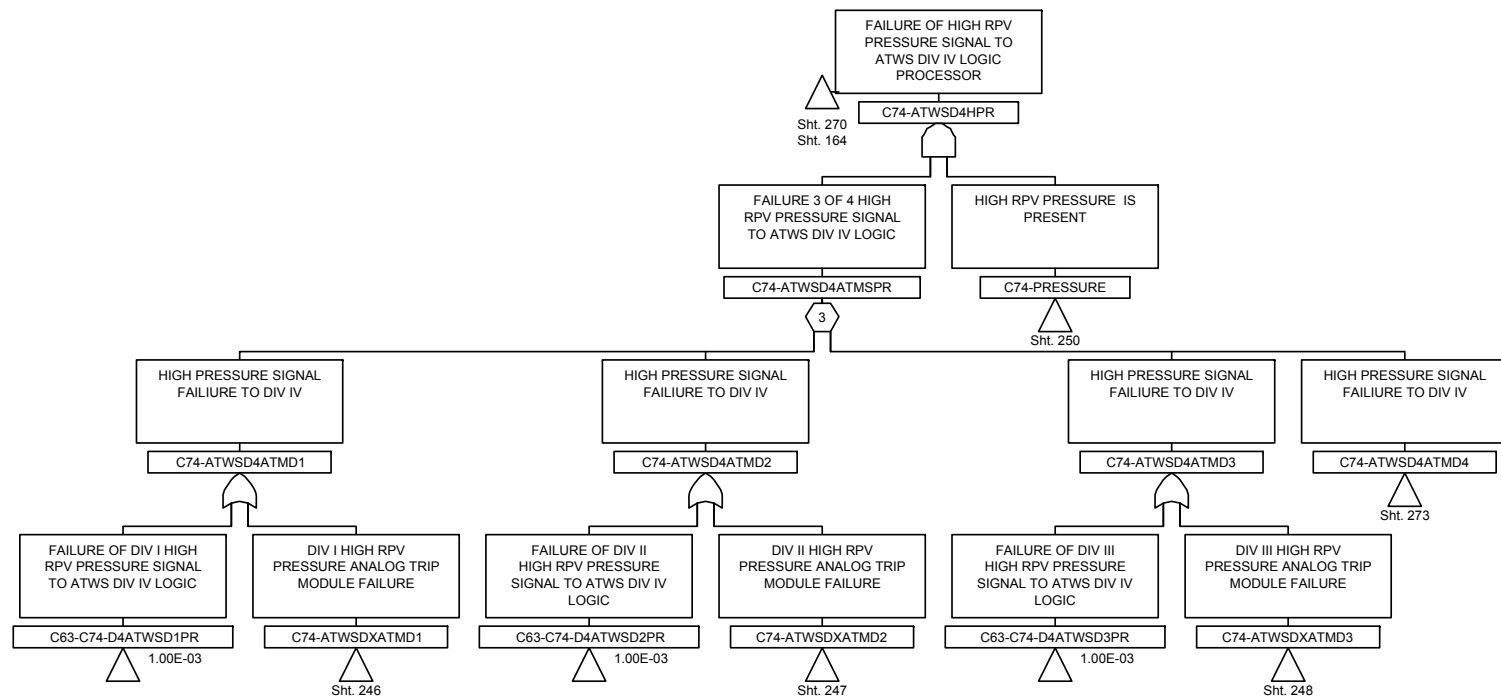 FAILURE OF HIGH RPV
PRESSURE SIGNAL TO
ATWS DIV IV LOGIC
PROCESSOR
C74-ATWSD4HPR
Sht. 270
Sht. 164
FAILURE 3 OF 4 HIGH
RPV PRESSURE SIGNAL
TO ATWS DIV IV LOGIC
C74-ATWSD4ATMSPR
3
HIGH RPV PRESSURE IS
PRESENT
C74-PRESSURE
Sht. 250
HIGH PRESSURE SIGNAL
FAILIURE TO DIV IV
C74-ATWSD4ATMD1
HIGH PRESSURE SIGNAL
FAILIURE TO DIV IV
C74-ATWSD4ATMD2
HIGH PRESSURE SIGNAL
FAILIURE TO DIV IV
C74-ATWSD4ATMD3
HIGH PRESSURE SIGNAL
FAILIURE TO DIV IV
C74-ATWSD4ATMD4
Sht. 273
FAILURE OF DIV I HIGH
RPV PRESSURE SIGNAL
TO ATWS DIV IV LOGIC
C63-C74-D4ATWSD1PR
1.00E-03
DIV I HIGH RPV
PRESSURE ANALOG TRIP
MODULE FAILURE
C74-ATWSDXATMD1
Sht. 246
FAILURE OF DIV II
HIGH RPV PRESSURE
SIGNAL TO ATWS DIV IV
LOGIC
C63-C74-D4ATWSD2PR
1.00E-03
DIV II HIGH RPV
PRESSURE ANALOG TRIP
MODULE FAILURE
C74-ATWSDXATMD2
Sht. 247
FAILURE OF DIV III
HIGH RPV PRESSURE
SIGNAL TO ATWS DIV IV
LOGIC
C63-C74-D4ATWSD3PR
1.00E-03
DIV III HIGH RPV
PRESSURE ANALOG TRIP
MODULE FAILURE
C74-ATWSDXATMD3
Sht. 248